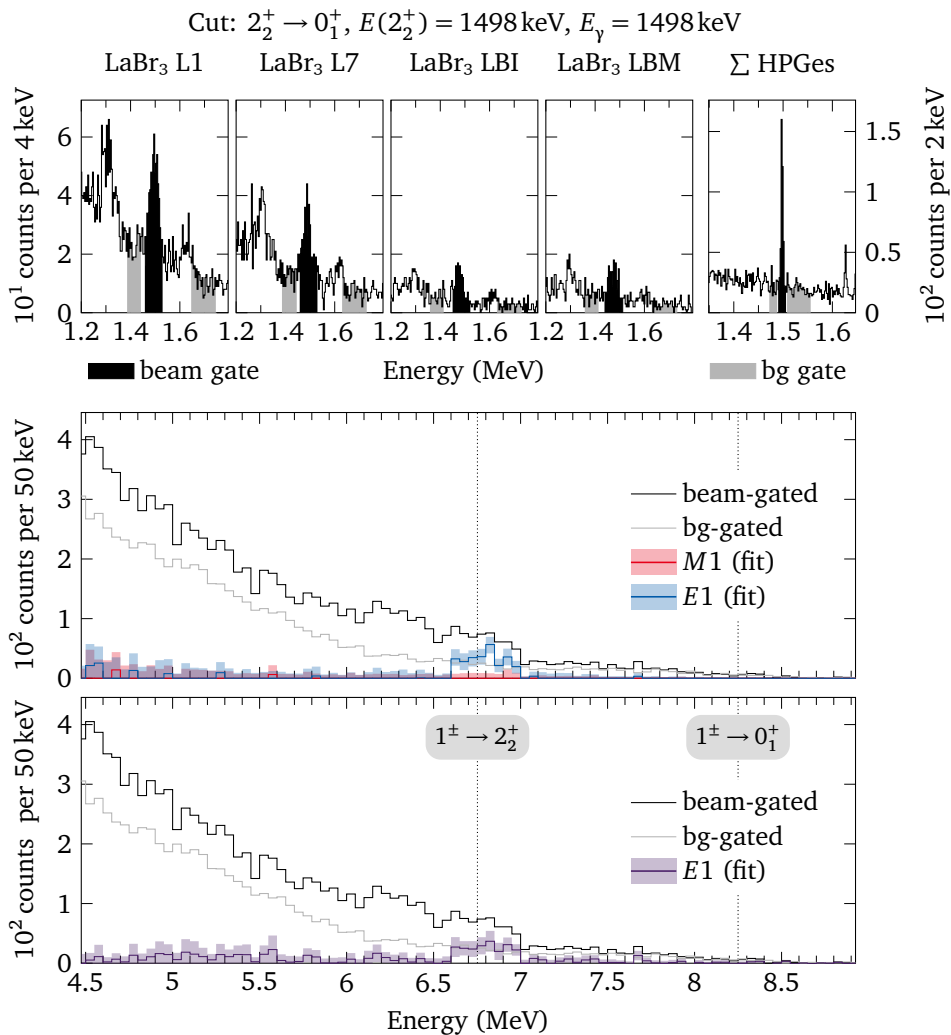 Cut: 2₂⁺ → 0₁⁺, E(2₂⁺) = 1498 keV, Eγ = 1498 keV
LaBr₃ L1 LaBr₃ L7 LaBr₃ LBI LaBr₃ LBM ∑ HPGes
10¹ counts per 4 keV
0 2 4 6
1.2 1.4 1.6 1.2 1.4 1.6 1.2 1.4 1.6 1.2 1.4 1.6 1.4 1.5 1.6
0 0.5 1 1.5
10² counts per 2 keV
beam gate Energy (MeV) bg gate
10² counts per 50 keV
0 1 2 3 4
beam-gated
bg-gated
M1 (fit)
E1 (fit)
10² counts per 50 keV
0 1 2 3 4
1± → 2₂⁺ 1± → 0₁⁺
beam-gated
bg-gated
E1 (fit)
4.5 5 5.5 6 6.5 7 7.5 8 8.5
Energy (MeV)